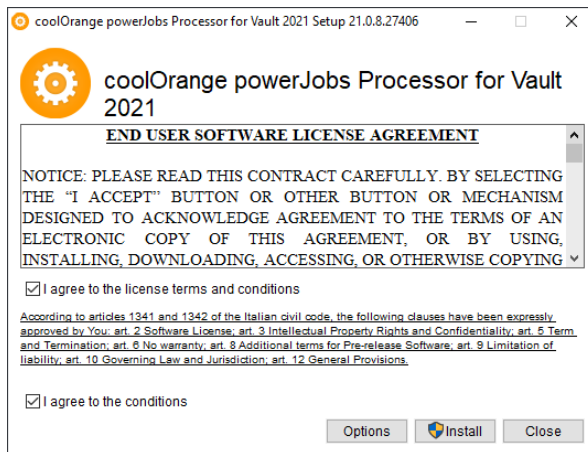 coolOrange powerJobs Processor for Vault 2021 Setup 21.0.8.27406
coolOrange powerJobs Processor for Vault
2021
END USER SOFTWARE LICENSE AGREEMENT
NOTICE: PLEASE READ THIS CONTRACT CAREFULLY. BY SELECTING
THE “I ACCEPT” BUTTON OR OTHER BUTTON OR MECHANISM
DESIGNED TO ACKNOWLEDGE AGREEMENT TO THE TERMS OF AN
ELECTRONIC COPY OF THIS AGREEMENT, OR BY USING,
INSTALLING, DOWNLOADING, ACCESSING, OR OTHERWISE COPYING
I agree to the license terms and conditions
According to articles 1341 and 1342 of the Italian civil code, the following clauses have been expressly
approved by You: art. 2 Software License; art. 3 Intellectual Property Rights and Confidentiality; art. 5 Term
and Termination; art. 6 No warranty; art. 8 Additional terms for Pre-release Software; art. 9 Limitation of
liability; art. 10 Governing Law and Jurisdiction; art. 12 General Provisions.
I agree to the conditions
Options Install Close